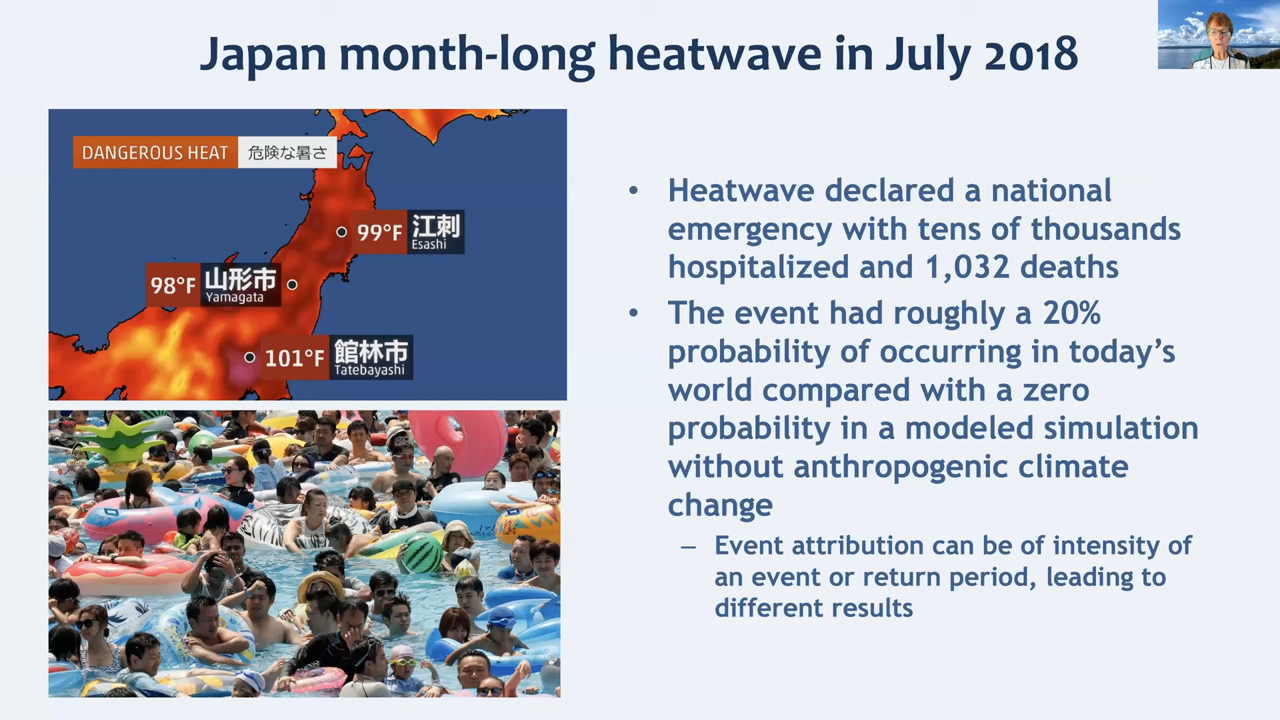 Japan month-long heatwave in July 2018
DANGEROUS HEAT 危険な暑さ
99°F 江刺
Esashi
98°F 山形市
Yamagata
101°F 館林市
Tatebayashi
• Heatwave declared a national
emergency with tens of thousands
hospitalized and 1,032 deaths
• The event had roughly a 20%
probability of occurring in today’s
world compared with a zero
probability in a modeled simulation
without anthropogenic climate
change
– Event attribution can be of intensity of
an event or return period, leading to
different results